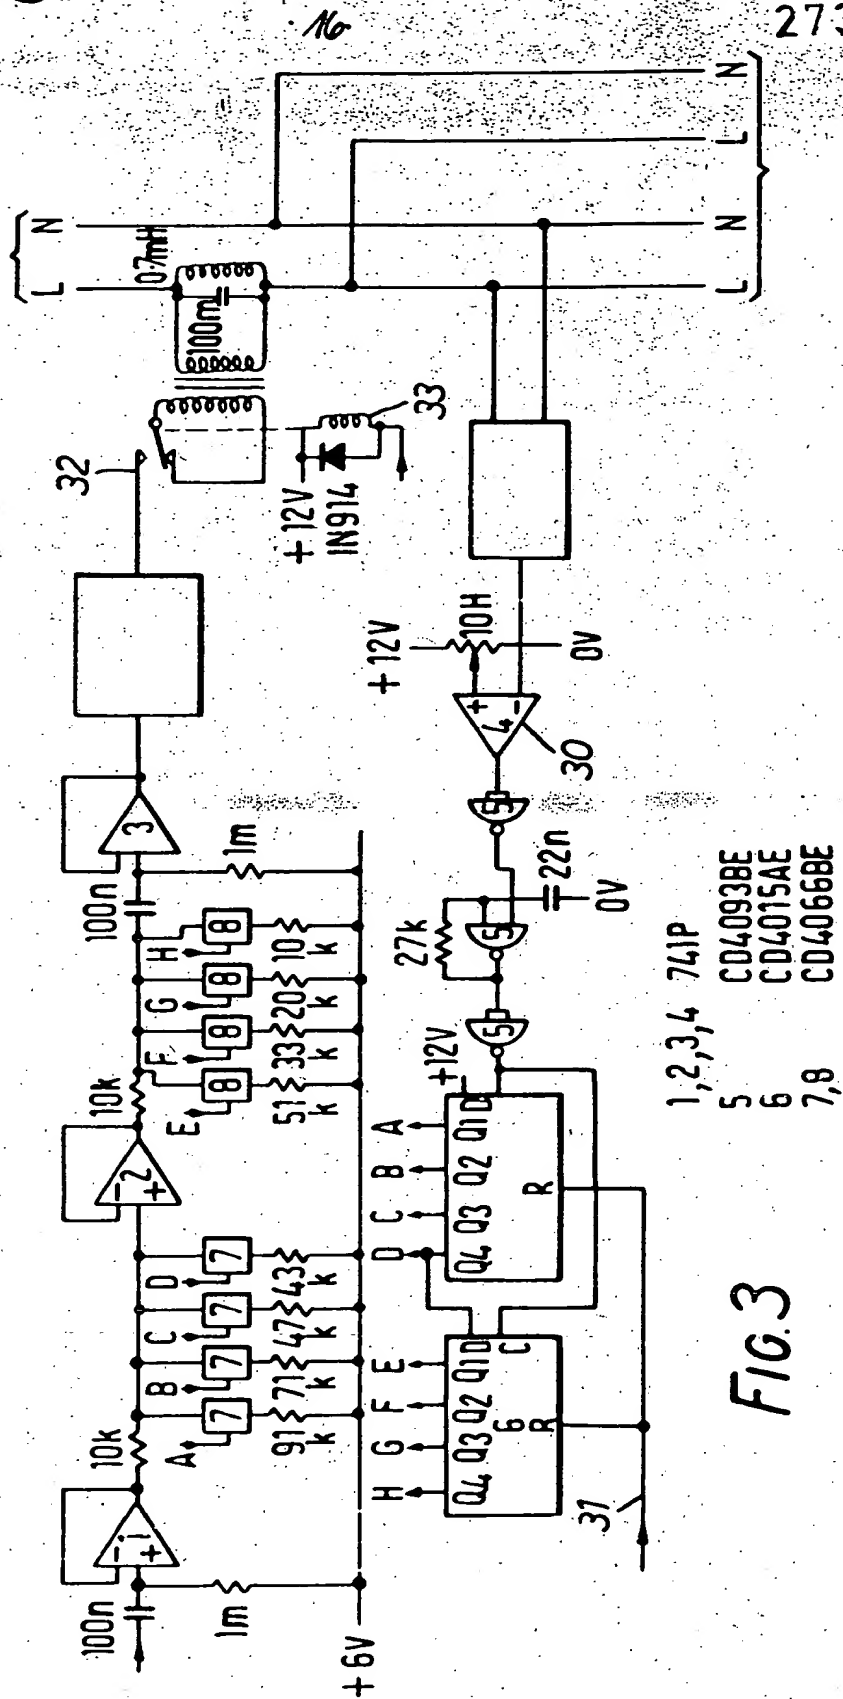 16
273
N
L
0.7mH
100m
N
L
N
L
32
33
+12V
IN914
+12V
10H
0V
4
+
-
30
3
100n
1m
H
G
F
E
8
8
8
8
10
k
20
k
33
k
51
k
10k
2
-
+
D
C
B
A
7
7
7
7
43
k
47
k
71
k
91
k
10k
1
-
+
100n
1m
+6V
5
27k
5
22n
0V
5
+12V
A
B
C
D
Q1
Q2
Q3
Q4
D
R
E
F
G
H
Q1
Q2
Q3
Q4
D
C
6
R
31
1,2,3,4 741P
5 CD4093BE
6 CD4015AE
7,8 CD4066BE
FIG.3